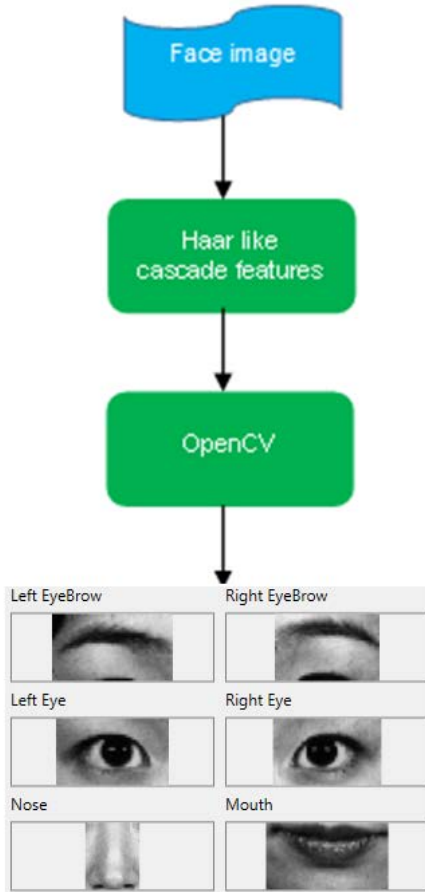 Face image
Haar like
cascade features
OpenCV
Left EyeBrow
Right EyeBrow
Left Eye
Right Eye
Nose
Mouth